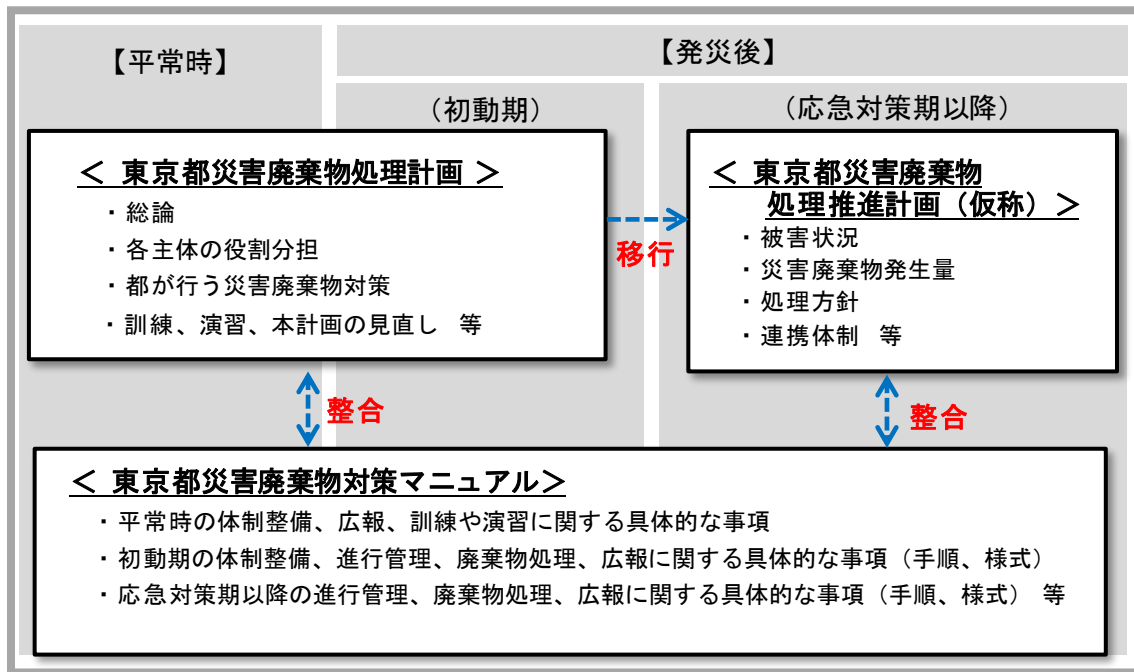 【平常時】
【発災後】
（初動期）
（応急対策期以降）
＜ 東京都災害廃棄物処理計画 ＞
・総論
・各主体の役割分担
・都が行う災害廃棄物対策
・訓練、演習、本計画の見直し 等
移行
＜ 東京都災害廃棄物
処理推進計画（仮称）＞
・被害状況
・災害廃棄物発生量
・処理方針
・連携体制 等
整合
整合
＜ 東京都災害廃棄物対策マニュアル＞
・平常時の体制整備、広報、訓練や演習に関する具体的な事項
・初動期の体制整備、進行管理、廃棄物処理、広報に関する具体的な事項（手順、様式）
・応急対策期以降の進行管理、廃棄物処理、広報に関する具体的な事項（手順、様式） 等